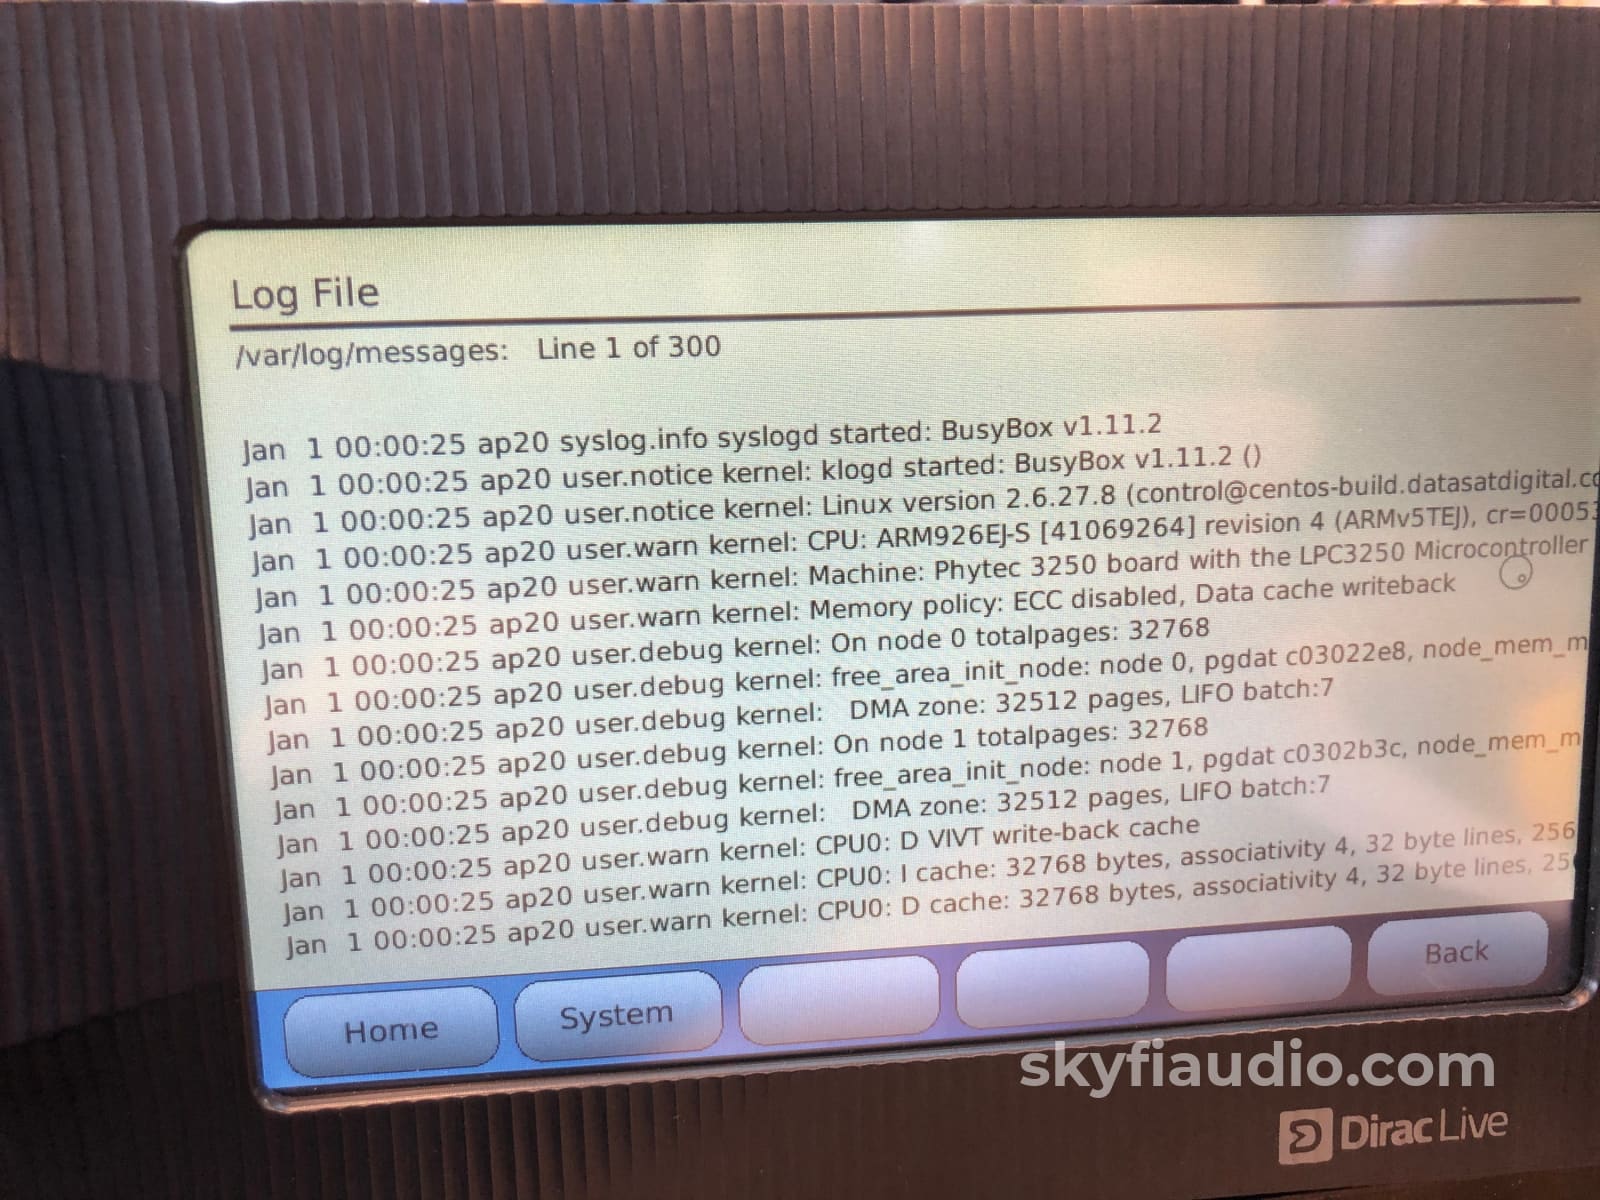 Log File
/var/log/messages: Line 1 of 300
Jan 1 00:00:25 ap20 syslog.info syslogd started: BusyBox v1.11.2
Jan 1 00:00:25 ap20 user.notice kernel: klogd started: BusyBox v1.11.2 ()
Jan 1 00:00:25 ap20 user.notice kernel: Linux version 2.6.27.8 (control@centos-build.datasatdigital.co
Jan 1 00:00:25 ap20 user.warn kernel: CPU: ARM926EJ-S [41069264] revision 4 (ARMv5TEJ), cr=00053
Jan 1 00:00:25 ap20 user.warn kernel: Machine: Phytec 3250 board with the LPC3250 Microcontroller
Jan 1 00:00:25 ap20 user.warn kernel: Memory policy: ECC disabled, Data cache writeback
Jan 1 00:00:25 ap20 user.debug kernel: On node 0 totalpages: 32768
Jan 1 00:00:25 ap20 user.debug kernel: free_area_init_node: node 0, pgdat c03022e8, node_mem_m
Jan 1 00:00:25 ap20 user.debug kernel: DMA zone: 32512 pages, LIFO batch:7
Jan 1 00:00:25 ap20 user.debug kernel: On node 1 totalpages: 32768
Jan 1 00:00:25 ap20 user.debug kernel: free_area_init_node: node 1, pgdat c0302b3c, node_mem_m
Jan 1 00:00:25 ap20 user.debug kernel: DMA zone: 32512 pages, LIFO batch:7
Jan 1 00:00:25 ap20 user.warn kernel: CPU0: D VIVT write-back cache
Jan 1 00:00:25 ap20 user.warn kernel: CPU0: I cache: 32768 bytes, associativity 4, 32 byte lines, 256
Jan 1 00:00:25 ap20 user.warn kernel: CPU0: D cache: 32768 bytes, associativity 4, 32 byte lines, 25
Home System Back
skyfiaudio.com
Dirac Live